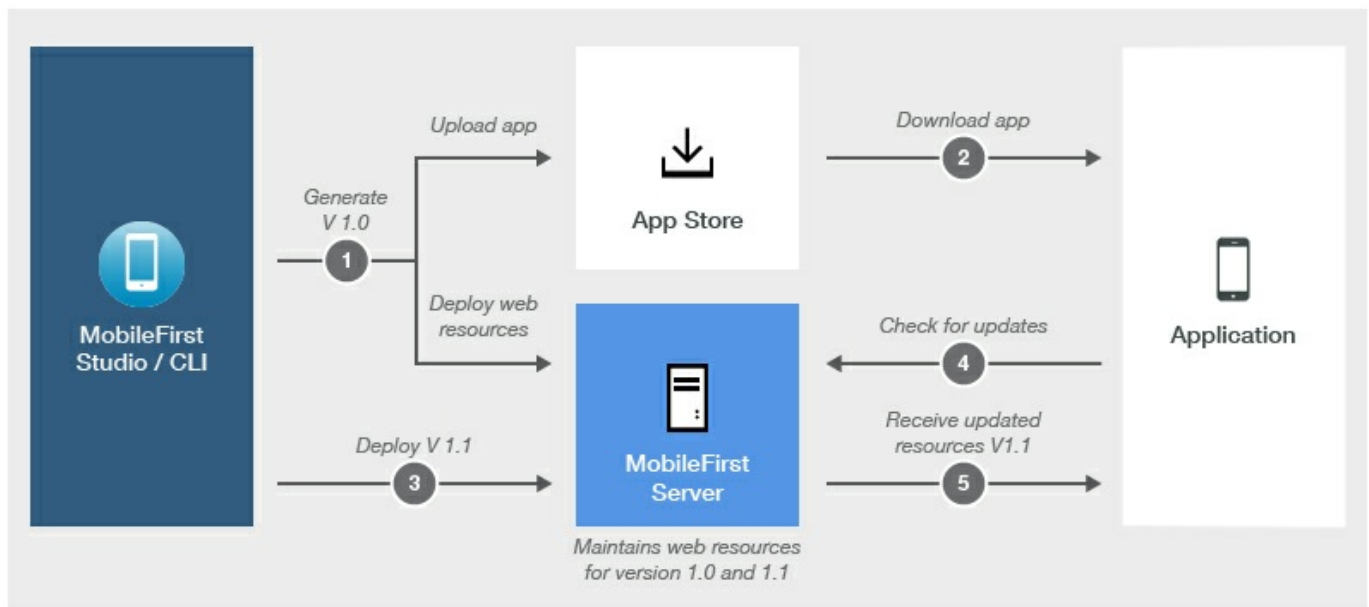 Upload app
Generate
V 1.0
1
Deploy web
resources
MobileFirst
Studio / CLI
Deploy V 1.1
3
App Store
MobileFirst
Server
Maintains web resources
for version 1.0 and 1.1
Download app
2
Check for updates
4
Receive updated
resources V1.1
5
Application